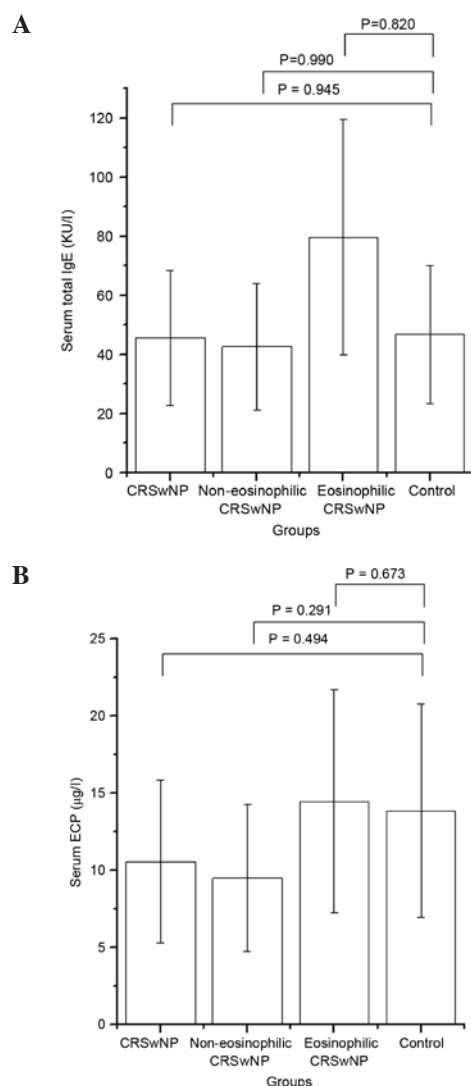 A
P=0.820
P=0.990
P = 0.945
120
100
80
60
40
20
0
Serum total IgE (KU/l)
CRSwNP Non-eosinophilic Eosinophilic Control
CRSwNP CRSwNP
Groups
B
P = 0.673
P = 0.291
P = 0.494
25
20
15
10
5
0
Serum ECP (µg/l)
CRSwNP Non-eosinophilic Eosinophilic Control
CRSwNP CRSwNP
Groups